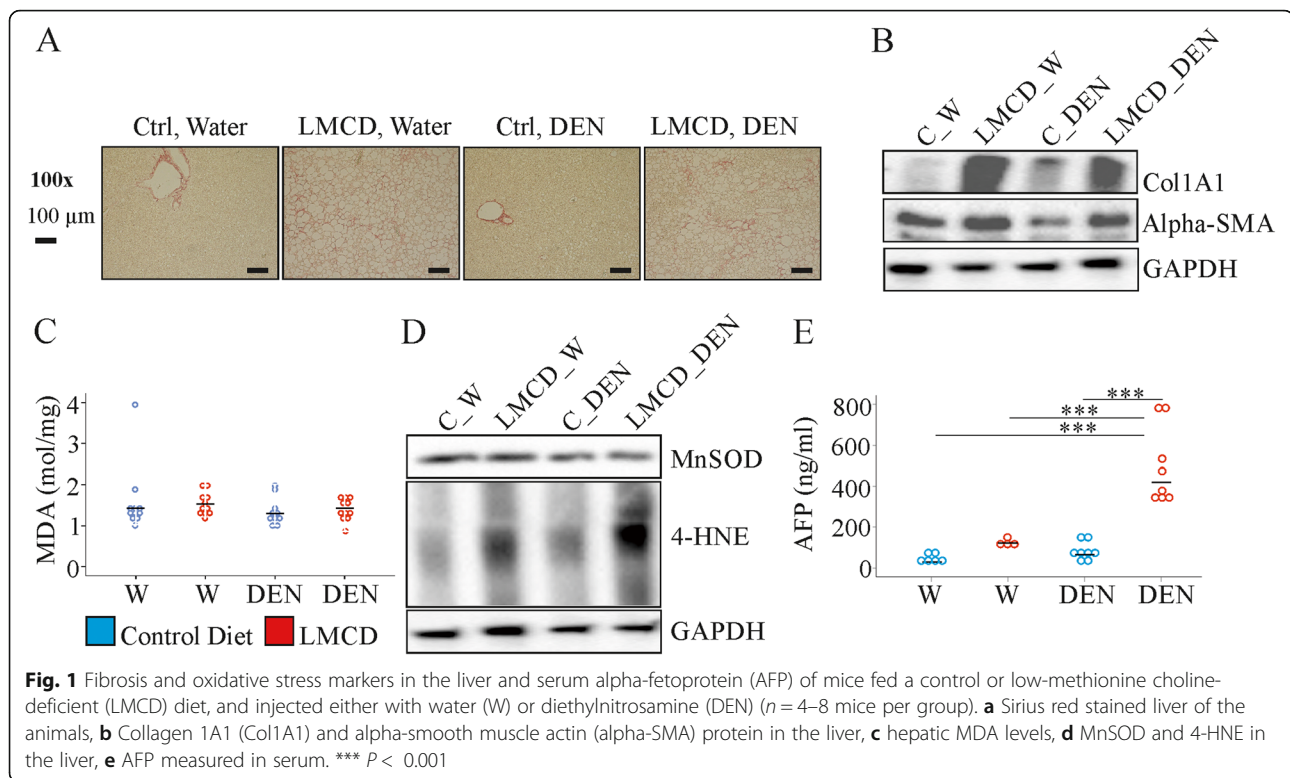 A
Ctrl, Water
LMCD, Water
Ctrl, DEN
LMCD, DEN
100x
100 µm
B
C_W
LMCD_W
C_DEN
LMCD_DEN
Col1A1
Alpha-SMA
GAPDH
C
MDA (mol/mg)
4
3
2
1
0
W
W
DEN
DEN
Control Diet
LMCD
D
C_W
LMCD_W
C_DEN
LMCD_DEN
MnSOD
4-HNE
GAPDH
E
AFP (ng/ml)
800
600
400
200
0
***
***
***
W
W
DEN
DEN
Fig. 1 Fibrosis and oxidative stress markers in the liver and serum alpha-fetoprotein (AFP) of mice fed a control or low-methionine choline-
deficient (LMCD) diet, and injected either with water (W) or diethylnitrosamine (DEN) (n = 4–8 mice per group). a Sirius red stained liver of the
animals, b Collagen 1A1 (Col1A1) and alpha-smooth muscle actin (alpha-SMA) protein in the liver, c hepatic MDA levels, d MnSOD and 4-HNE in
the liver, e AFP measured in serum. *** P < 0.001